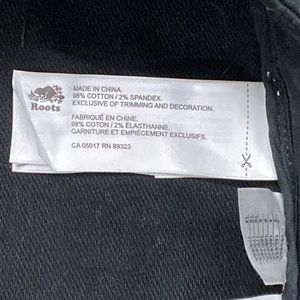 Roots
MADE IN CHINA.
98% COTTON / 2% SPANDEX.
EXCLUSIVE OF TRIMMING AND DECORATION.
FABRIQUÉ EN CHINE.
98% COTON / 2% ÉLASTHANNE.
GARNITURE ET EMPIÈCEMENT EXCLUSIFS.
CA 05017 RN 89323